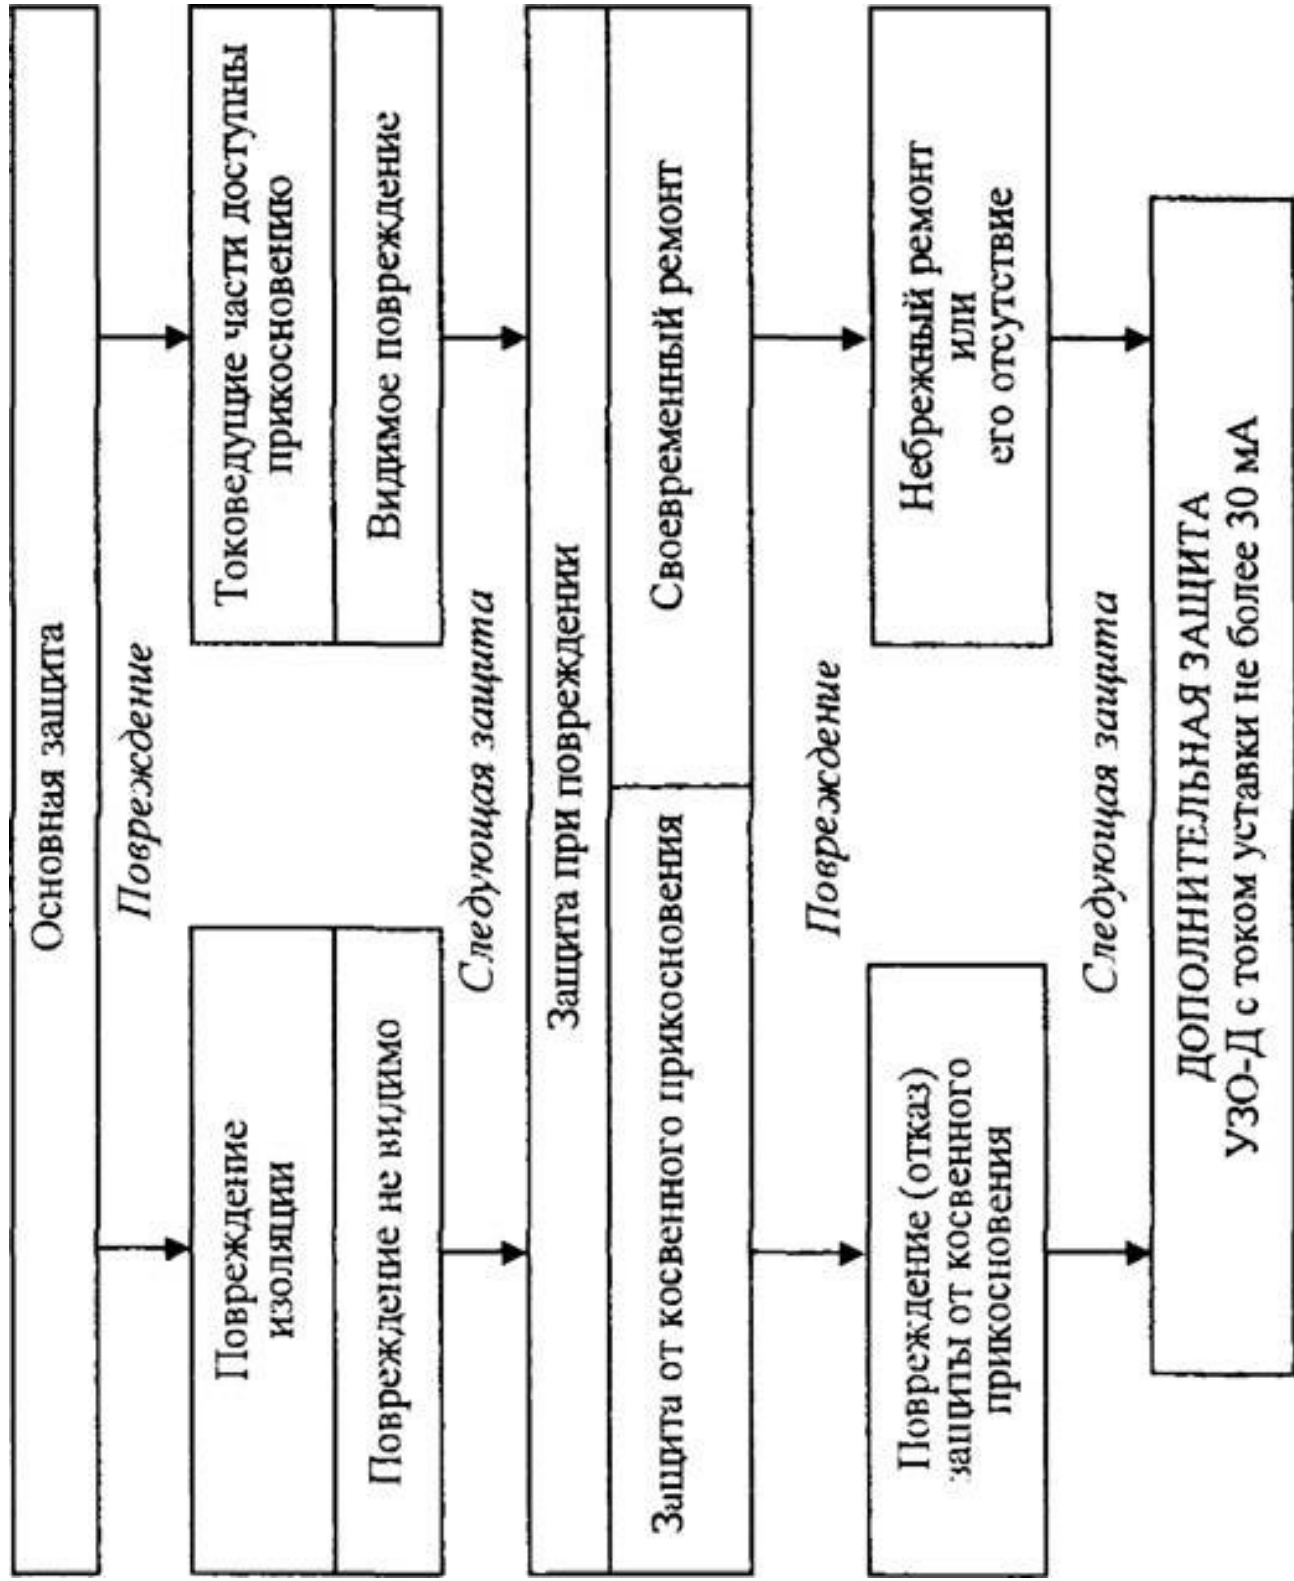 Основная защита
Повреждение
Повреждение
изоляции
Повреждение не видимо
Токоведущие части доступны
прикосновению
Видимое повреждение
Следующая защита
Защита при повреждении
Защита от косвенного прикосновения
Своевременный ремонт
Повреждение
Повреждение (отказ)
защиты от косвенного
прикосновения
Небрежный ремонт
или
его отсутствие
Следующая защита
ДОПОЛНИТЕЛЬНАЯ ЗАЩИТА
УЗО-Д с током уставки не более 30 мА